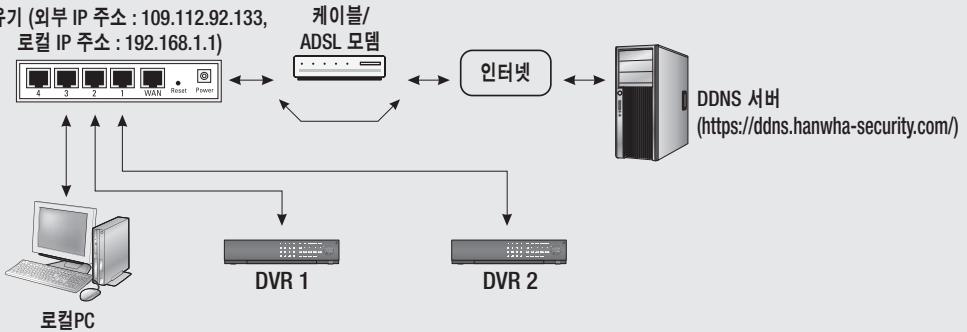 유기 (외부 IP 주소 : 109.112.92.133,
로컬 IP 주소 : 192.168.1.1)
케이블/
ADSL 모뎀
4 3 2 1 WAN Reset Power
인터넷
DDNS 서버
(https://ddns.hanwha-security.com/)
DVR 1
DVR 2
로컬PC